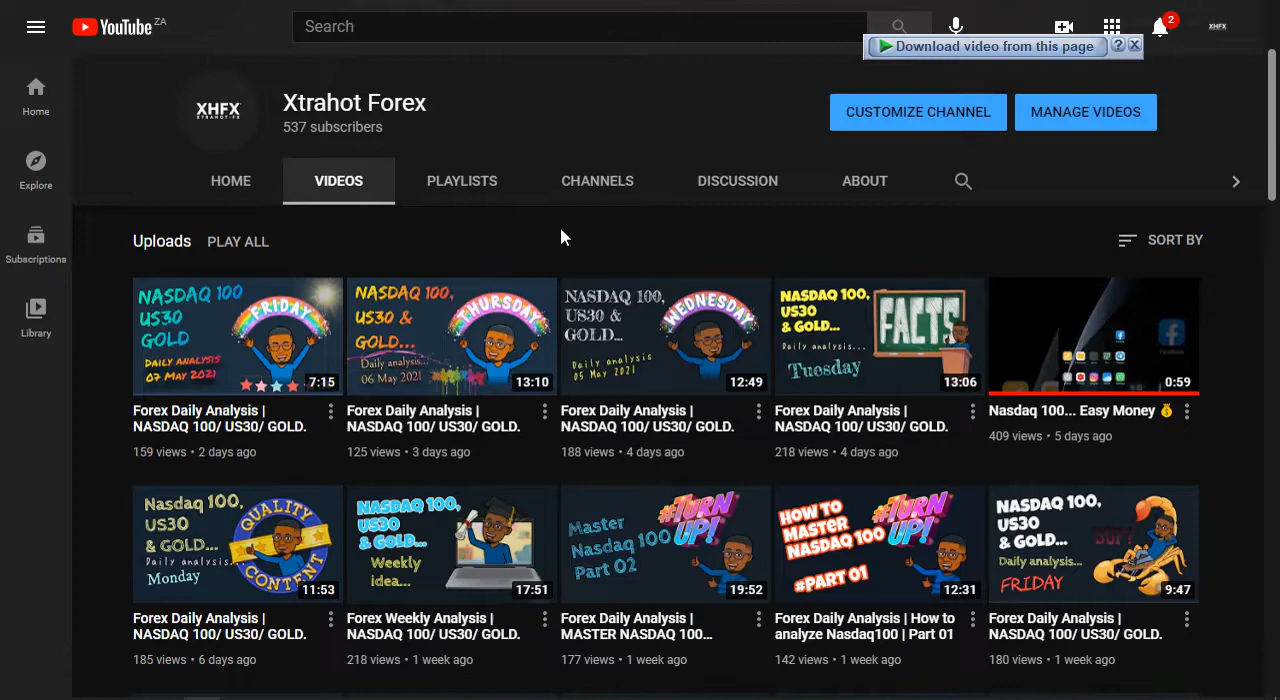 YouTube ZA
Search
2
XHFX
Download video from this page
?
Home
Explore
Subscriptions
Library
XHFX
XTRAHOT-FX
Xtrahot Forex
537 subscribers
CUSTOMIZE CHANNEL
MANAGE VIDEOS
HOME
VIDEOS
PLAYLISTS
CHANNELS
DISCUSSION
ABOUT
Uploads
PLAY ALL
SORT BY
NASDAQ 100
US30
GOLD
DAILY ANALYSIS
07 MAY 2021
FRIDAY
7:15
Forex Daily Analysis |
NASDAQ 100/ US30/ GOLD.
159 views • 2 days ago
NASDAQ 100,
US30 &
GOLD...
Daily analysis...
06 May 2021
THURSDAY
13:10
Forex Daily Analysis |
NASDAQ 100/ US30/ GOLD.
125 views • 3 days ago
NASDAQ 100,
US30 &
GOLD...
Daily analysis
05 May 2021
WEDNESDAY
12:49
Forex Daily Analysis |
NASDAQ 100/ US30/ GOLD.
188 views • 4 days ago
NASDAQ 100,
US30
& GOLD...
Daily analysis...
Tuesday
FACTS
13:06
Forex Daily Analysis |
NASDAQ 100/ US30/ GOLD.
218 views • 4 days ago
0:59
Nasdaq 100... Easy Money 💰
409 views • 5 days ago
Nasdaq 100,
US30
& GOLD...
Daily analysis.
Monday
QUALITY
CONTENT
11:53
Forex Daily Analysis |
NASDAQ 100/ US30/ GOLD.
185 views • 6 days ago
NASDAQ 100,
US30
& GOLD...
Weekly
idea...
17:51
Forex Weekly Analysis |
NASDAQ 100/ US30/ GOLD.
218 views • 1 week ago
Master
Nasdaq 100
Part 02
#TURN
UP!
19:52
Forex Daily Analysis |
MASTER NASDAQ 100...
177 views • 1 week ago
HOW TO
MASTER
NASDAQ 100
#PART 01
#TURN
UP!
12:31
Forex Daily Analysis | How to
analyze Nasdaq100 | Part 01
142 views • 1 week ago
NASDAQ 100,
US30
& GOLD...
Daily analysis...
FRIDAY
SUP?
9:47
Forex Daily Analysis |
NASDAQ 100/ US30/ GOLD.
180 views • 1 week ago